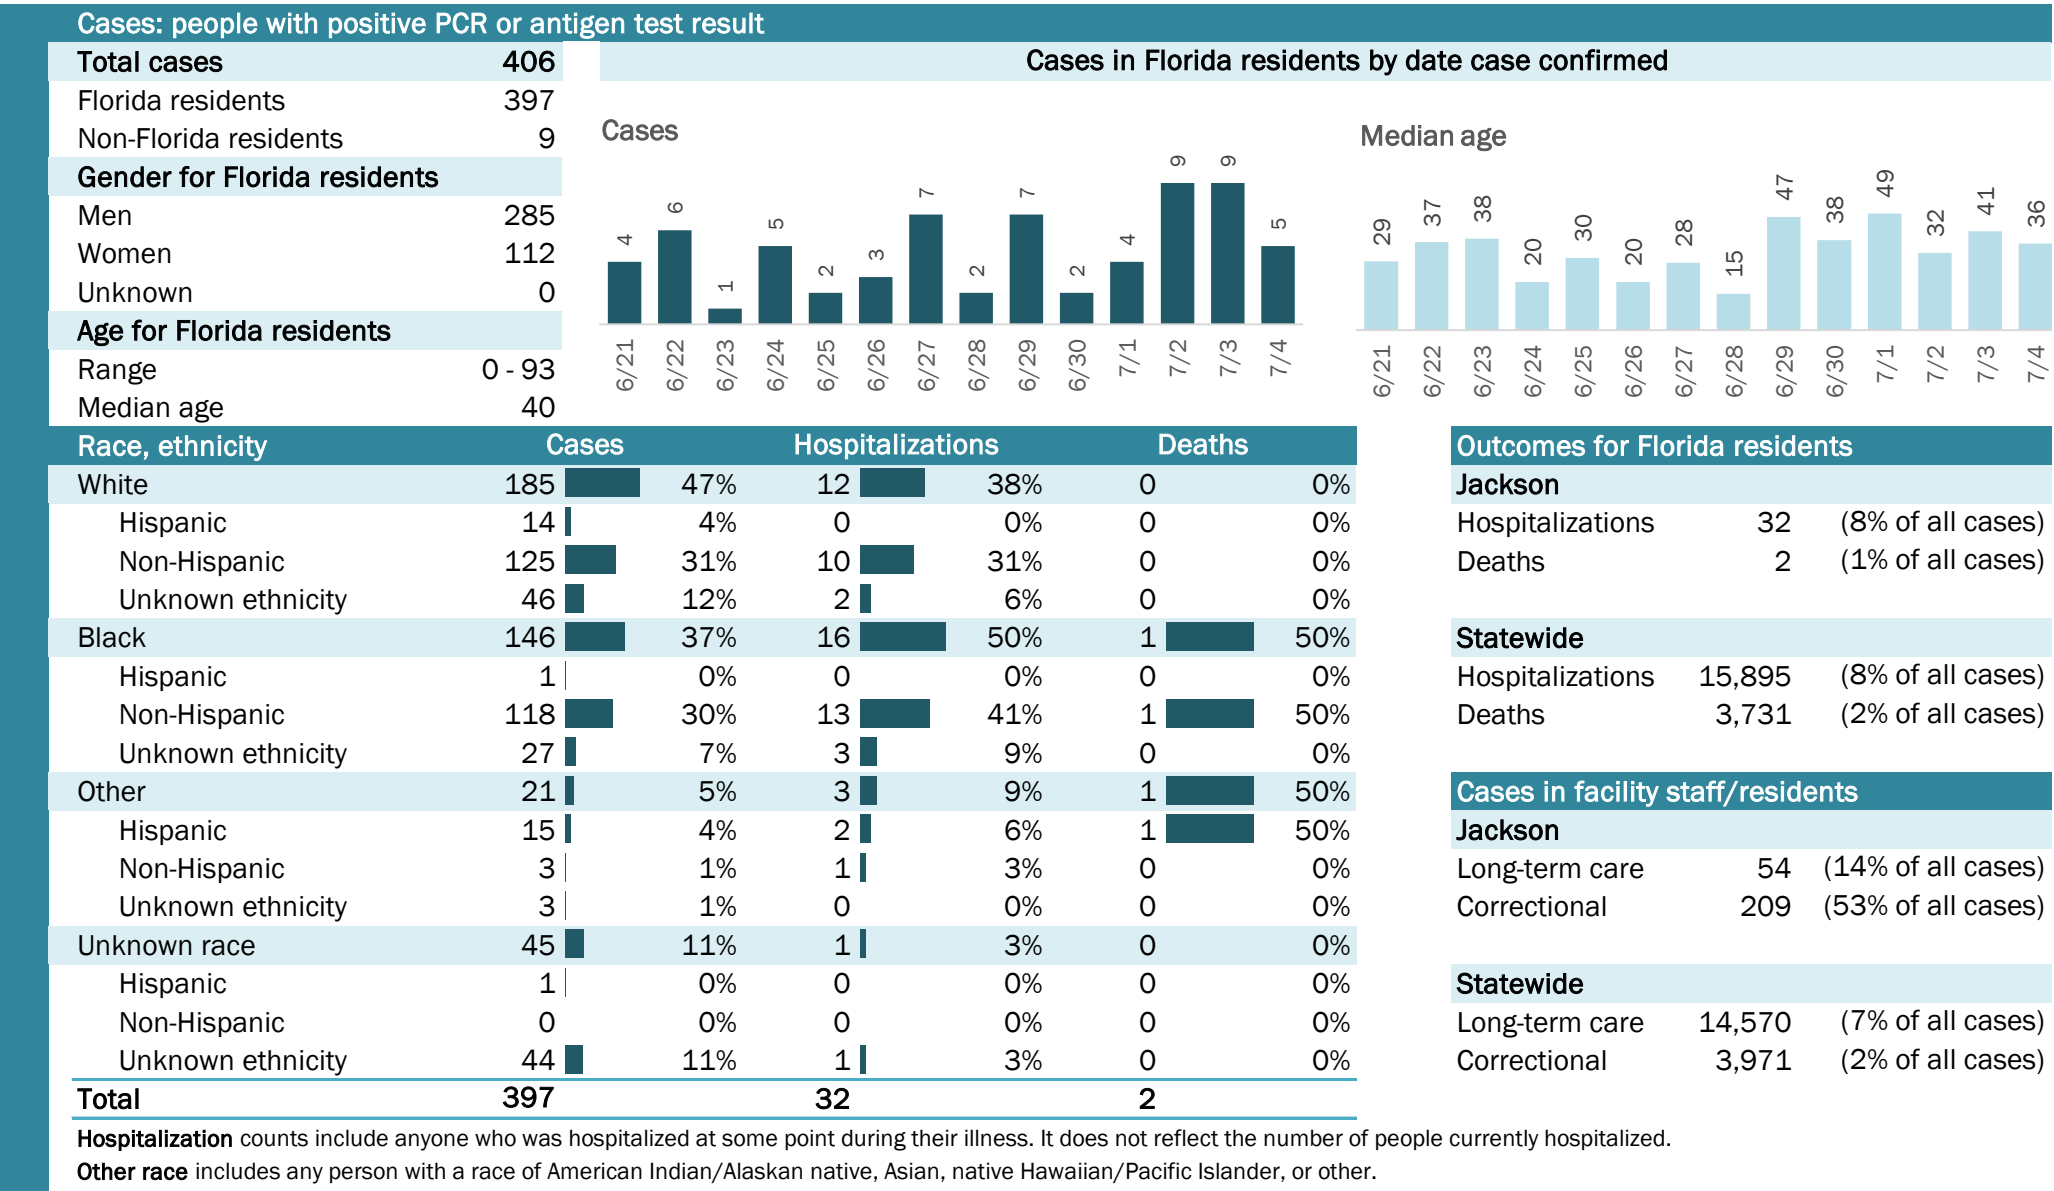 Cases: people with positive PCR or antigen test result
Total cases 406
Florida residents 397
Non-Florida residents 9
Gender for Florida residents
Men 285
Women 112
Unknown 0
Age for Florida residents
Range 0 - 93
Median age 40
Cases in Florida residents by date case confirmed
Cases
4 6 1 5 2 3 7 2 7 2 4 9 9 5
6/21 6/22 6/23 6/24 6/25 6/26 6/27 6/28 6/29 6/30 7/1 7/2 7/3 7/4
Median age
29 37 38 20 30 20 28 15 47 38 49 32 41 36
6/21 6/22 6/23 6/24 6/25 6/26 6/27 6/28 6/29 6/30 7/1 7/2 7/3 7/4
Race, ethnicity Cases Hospitalizations Deaths
White 185 47% 12 38% 0 0%
Hispanic 14 4% 0 0% 0 0%
Non-Hispanic 125 31% 10 31% 0 0%
Unknown ethnicity 46 12% 2 6% 0 0%
Black 146 37% 16 50% 1 50%
Hispanic 1 0% 0 0% 0 0%
Non-Hispanic 118 30% 13 41% 1 50%
Unknown ethnicity 27 7% 3 9% 0 0%
Other 21 5% 3 9% 1 50%
Hispanic 15 4% 2 6% 1 50%
Non-Hispanic 3 1% 1 3% 0 0%
Unknown ethnicity 3 1% 0 0% 0 0%
Unknown race 45 11% 1 3% 0 0%
Hispanic 1 0% 0 0% 0 0%
Non-Hispanic 0 0% 0 0% 0 0%
Unknown ethnicity 44 11% 1 3% 0 0%
Total 397 32 2
Outcomes for Florida residents
Jackson
Hospitalizations 32 (8% of all cases)
Deaths 2 (1% of all cases)
Statewide
Hospitalizations 15,895 (8% of all cases)
Deaths 3,731 (2% of all cases)
Cases in facility staff/residents
Jackson
Long-term care 54 (14% of all cases)
Correctional 209 (53% of all cases)
Statewide
Long-term care 14,570 (7% of all cases)
Correctional 3,971 (2% of all cases)
Hospitalization counts include anyone who was hospitalized at some point during their illness. It does not reflect the number of people currently hospitalized.
Other race includes any person with a race of American Indian/Alaskan native, Asian, native Hawaiian/Pacific Islander, or other.